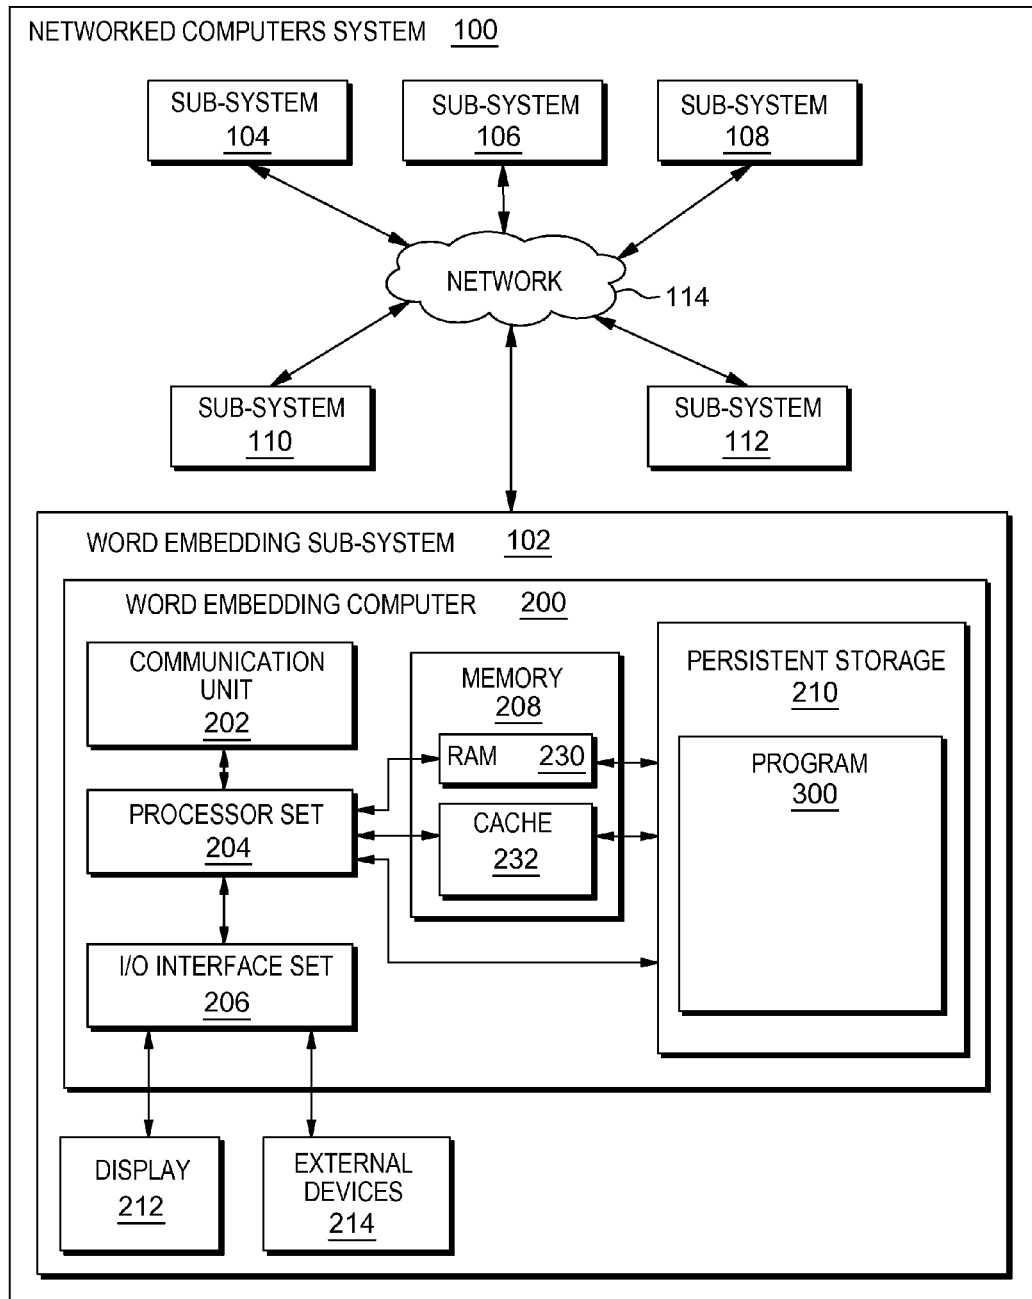 NETWORKED COMPUTERS SYSTEM 100
SUB-SYSTEM
104
SUB-SYSTEM
106
SUB-SYSTEM
108
NETWORK
114
SUB-SYSTEM
110
SUB-SYSTEM
112
WORD EMBEDDING SUB-SYSTEM 102
WORD EMBEDDING COMPUTER 200
COMMUNICATION
UNIT
202
PROCESSOR SET
204
I/O INTERFACE SET
206
MEMORY
208
RAM 230
CACHE
232
PERSISTENT STORAGE
210
PROGRAM
300
DISPLAY
212
EXTERNAL
DEVICES
214